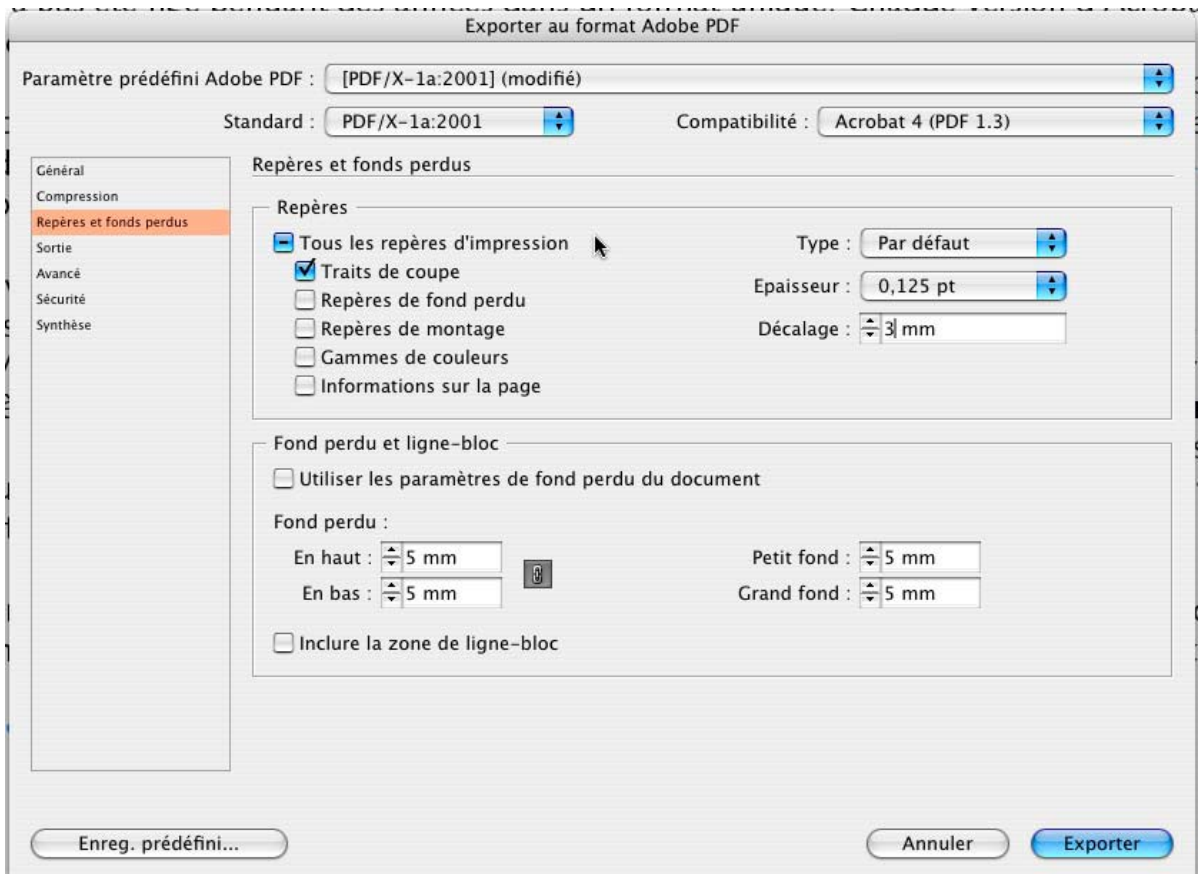 Exporter au format Adobe PDF
Paramètre prédéfini Adobe PDF : [PDF/X-1a:2001] (modifié)
Standard : PDF/X-1a:2001 Compatibilité : Acrobat 4 (PDF 1.3)
Général
Compression
Repères et fonds perdus
Sortie
Avancé
Sécurité
Synthèse
Repères et fonds perdus
Repères
Tous les repères d'impression
Traits de coupe
Repères de fond perdu
Repères de montage
Gammes de couleurs
Informations sur la page
Type : Par défaut
Epaisseur : 0,125 pt
Décalage : 3 mm
Fond perdu et ligne-bloc
Utiliser les paramètres de fond perdu du document
Fond perdu :
En haut : 5 mm
En bas : 5 mm
Petit fond : 5 mm
Grand fond : 5 mm
Inclure la zone de ligne-bloc
Enreg. prédéfini... Annuler Exporter